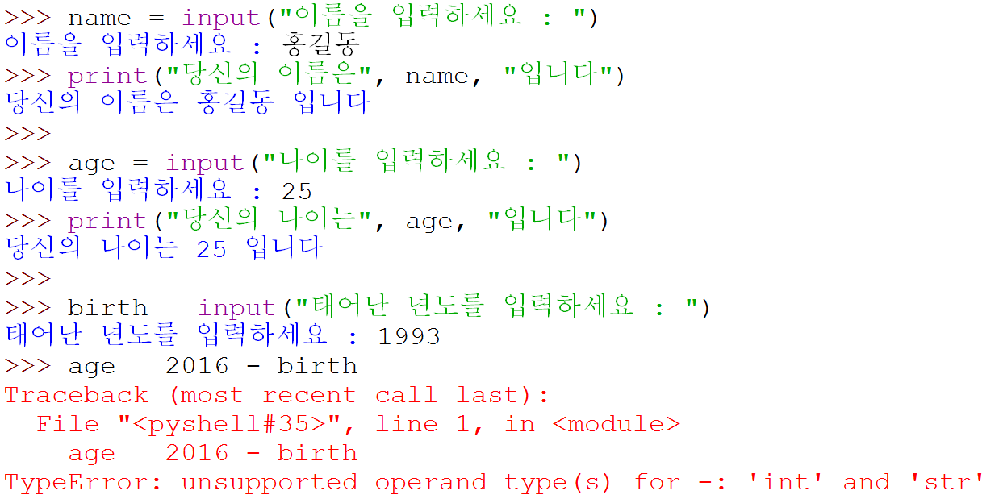 >>> name = input("이름을 입력하세요 : ")
이름을 입력하세요 : 홍길동
>>> print("당신의 이름은", name, "입니다")
당신의 이름은 홍길동 입니다
>>>
>>> age = input("나이를 입력하세요 : ")
나이를 입력하세요 : 25
>>> print("당신의 나이는", age, "입니다")
당신의 나이는 25 입니다
>>>
>>> birth = input("태어난 년도를 입력하세요 : ")
태어난 년도를 입력하세요 : 1993
>>> age = 2016 - birth
Traceback (most recent call last):
  File "<pyshell#35>", line 1, in <module>
    age = 2016 - birth
TypeError: unsupported operand type(s) for -: 'int' and 'str'